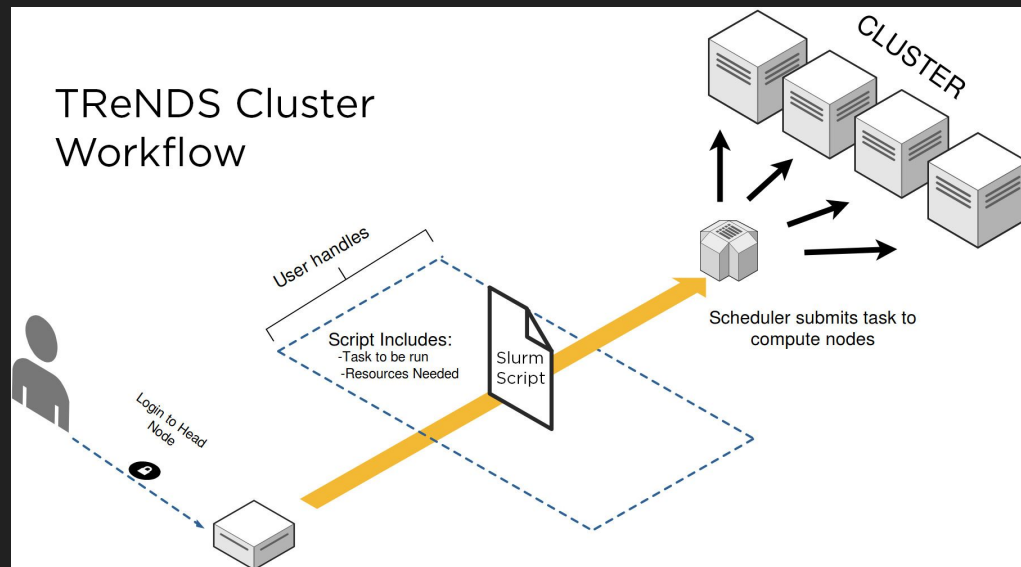 TReNDS Cluster
Workflow
CLUSTER
User handles
Script Includes:
-Task to be run
-Resources Needed
Slurm
Script
Scheduler submits task to
compute nodes
Login to Head
Node